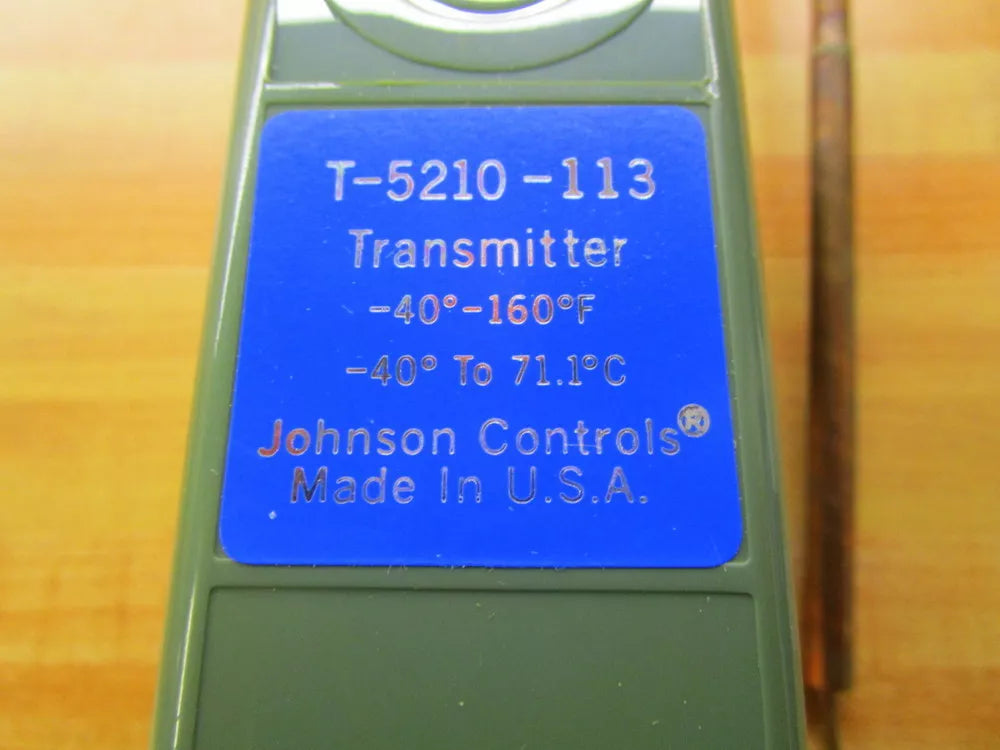 T-5210-113
Transmitter
-40°-160°F
-40° To 71.1°C
Johnson Controls®
Made In U.S.A.